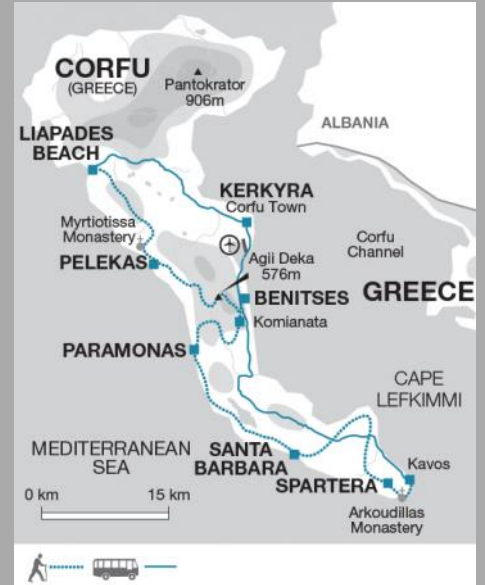 CORFU
(GREECE)
Pantokrator
906m
ALBANIA
LIAPADES
BEACH
KERKYRA
Corfu Town
Myrtiotissa
Monastery
Corfu
Channel
Agii Deka
576m
PELEKAS
GREECE
BENITSES
Komianata
PARAMONAS
CAPE
LEFKIMMI
MEDITERRANEAN
SEA
SANTA
BARBARA
Kavos
SPARTERA
0 km 15 km
Arkoudillas
Monastery